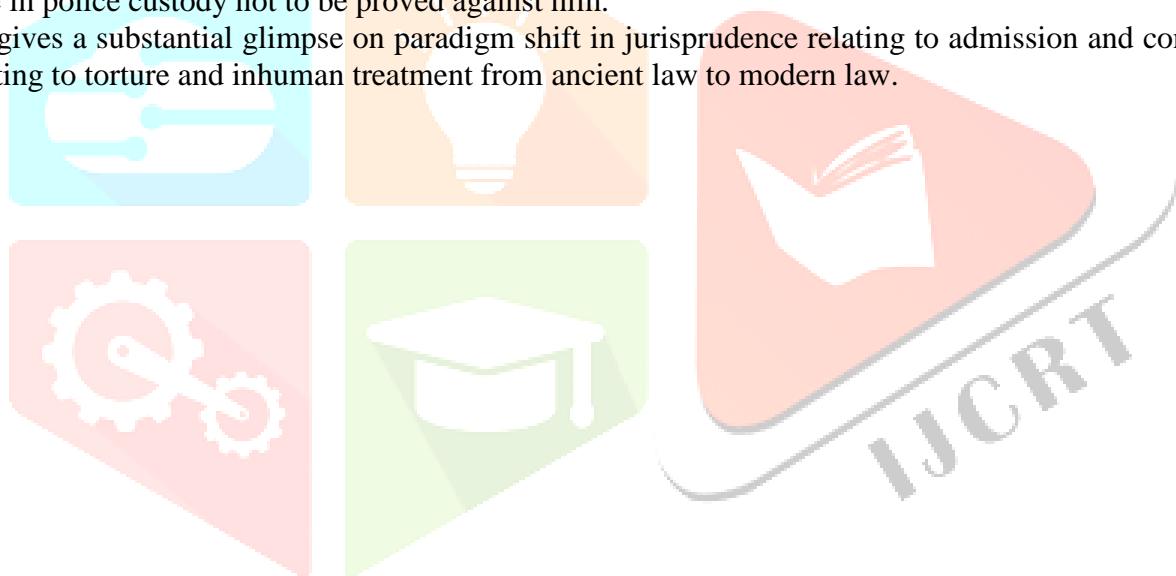 in police custody not to be proved against him.
gives a substantial glimpse on paradigm shift in jurisprudence relating to admission and
ting to torture and inhuman treatment from ancient law to modern law.
IJCRT